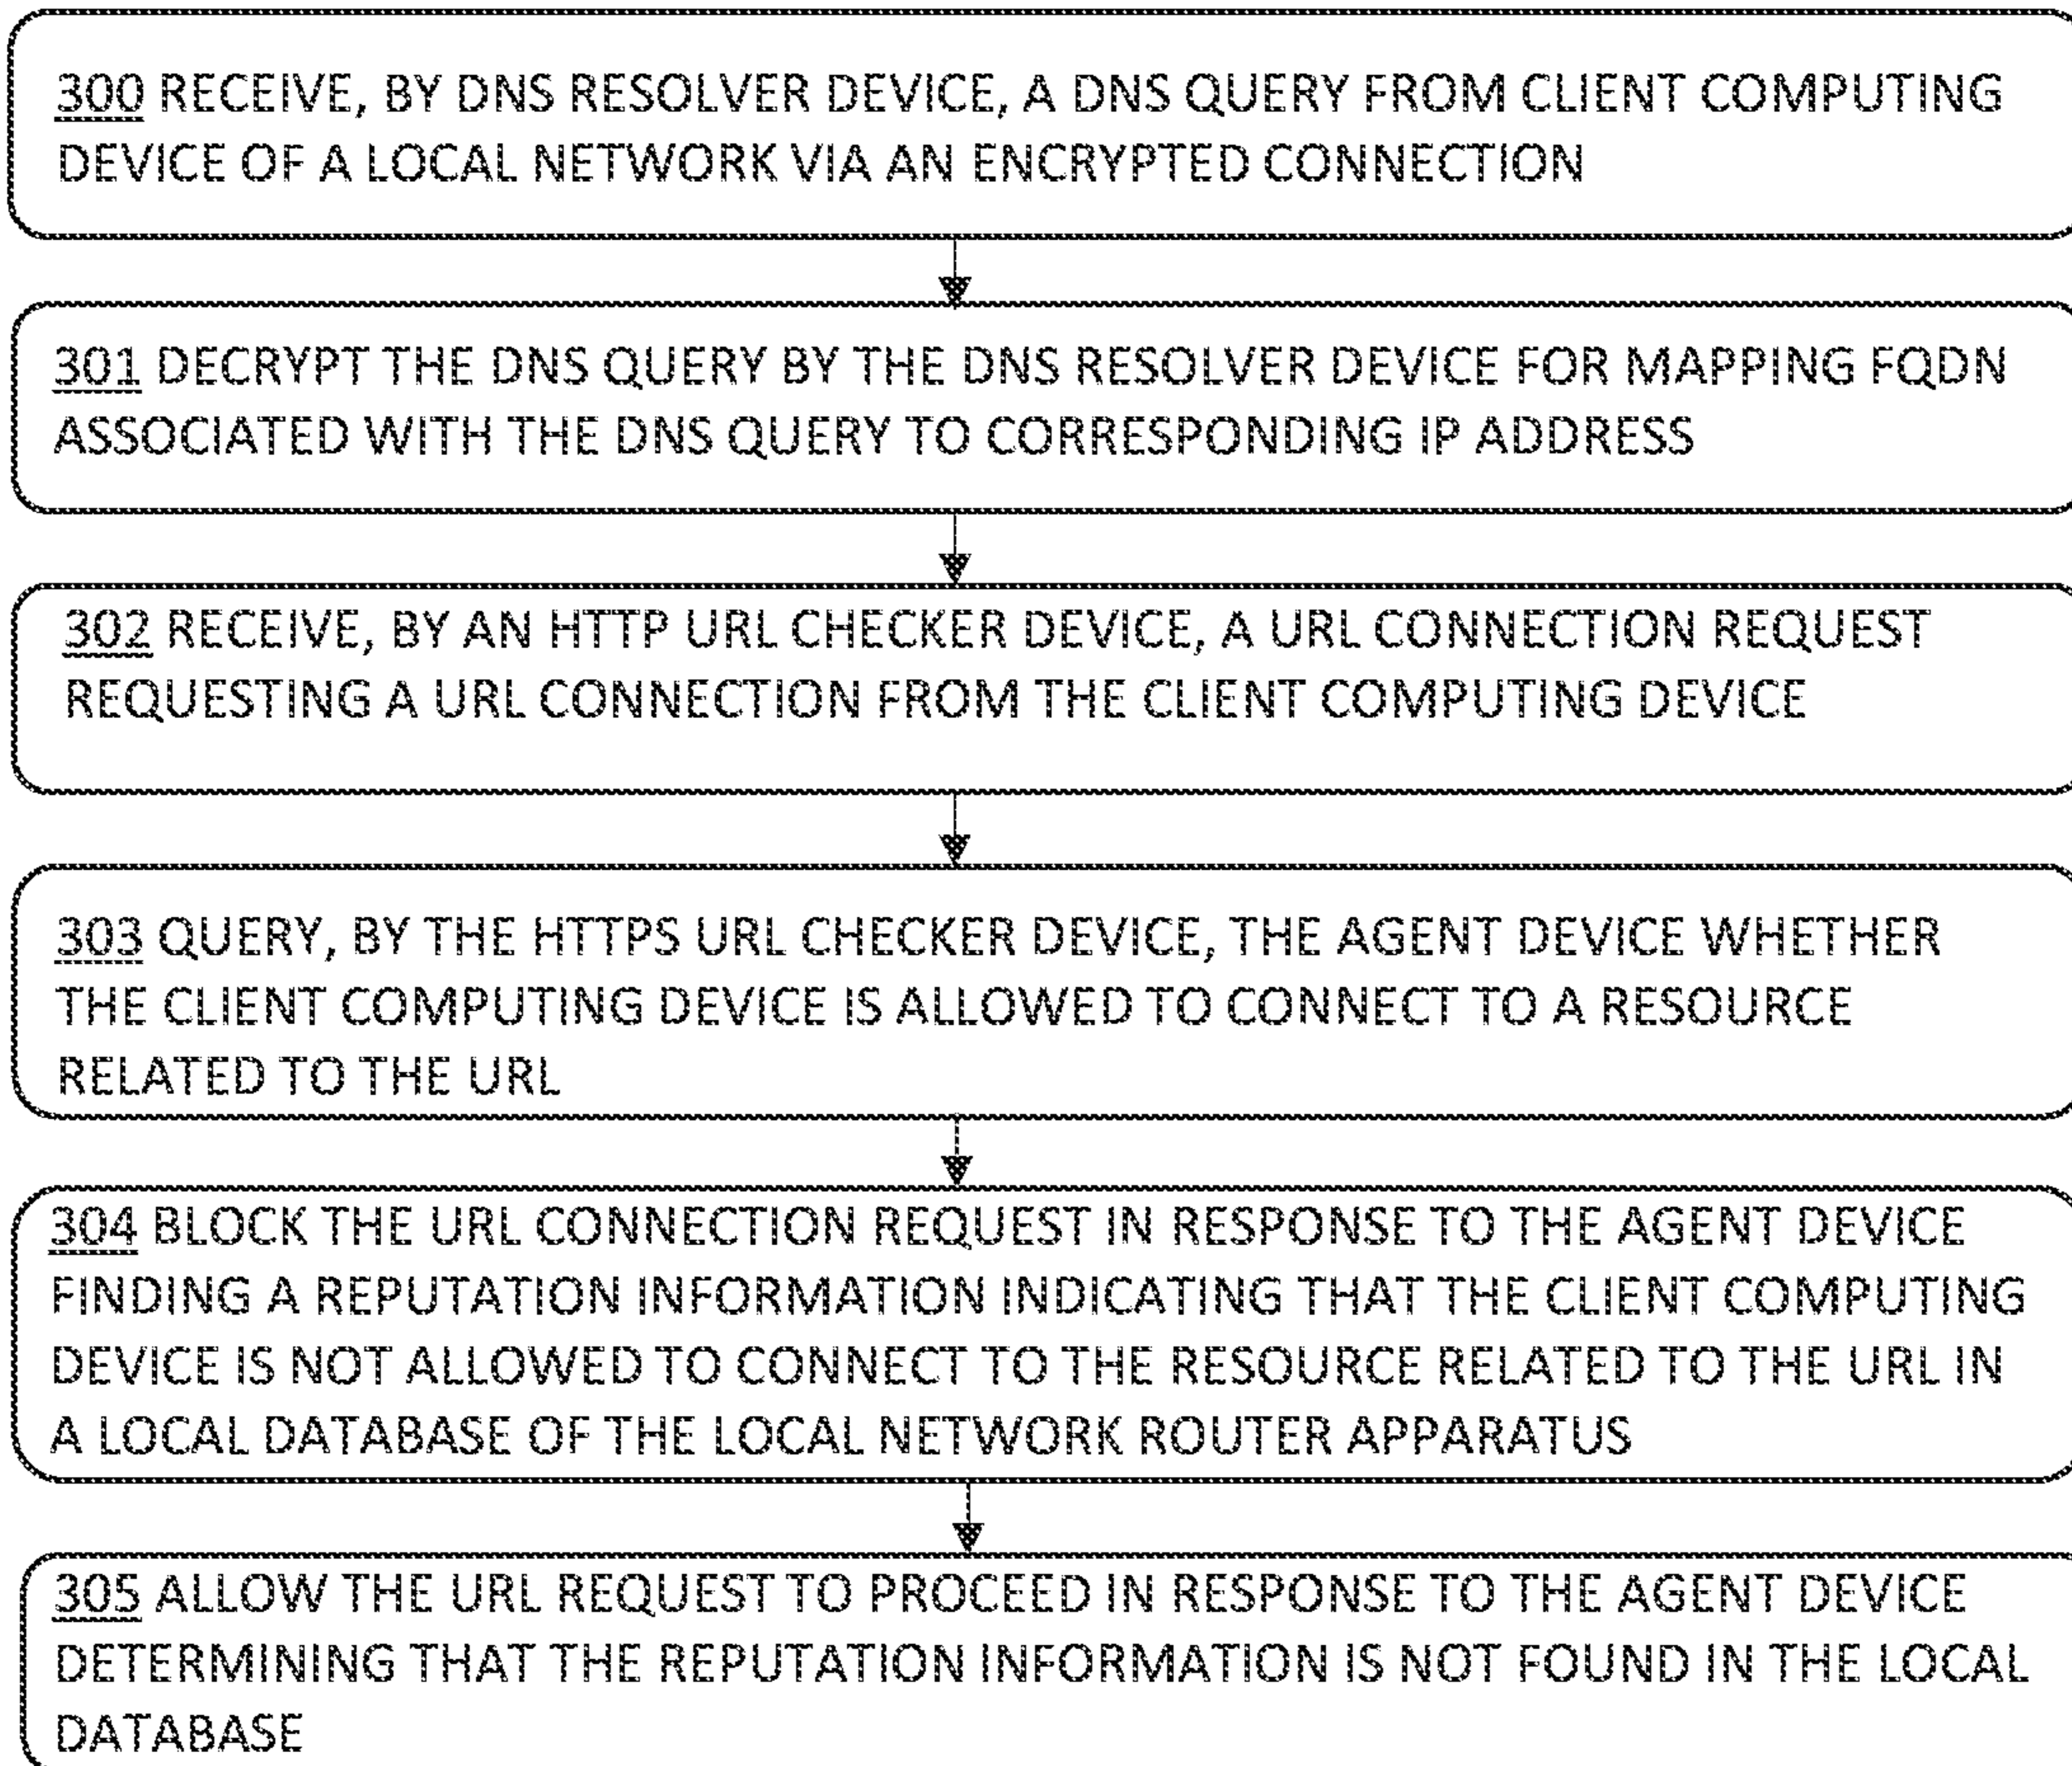 300 RECEIVE, BY DNS RESOLVER DEVICE, A DNS QUERY FROM CLIENT COMPUTING
DEVICE OF A LOCAL NETWORK VIA AN ENCRYPTED CONNECTION
301 DECRYPT THE DNS QUERY BY THE DNS RESOLVER DEVICE FOR MAPPING FQDN
ASSOCIATED WITH THE DNS QUERY TO CORRESPONDING IP ADDRESS
302 RECEIVE, BY AN HTTP URL CHECKER DEVICE, A URL CONNECTION REQUEST
REQUESTING A URL CONNECTION FROM THE CLIENT COMPUTING DEVICE
303 QUERY, BY THE HTTPS URL CHECKER DEVICE, THE AGENT DEVICE WHETHER
THE CLIENT COMPUTING DEVICE IS ALLOWED TO CONNECT TO A RESOURCE
RELATED TO THE URL
304 BLOCK THE URL CONNECTION REQUEST IN RESPONSE TO THE AGENT DEVICE
FINDING A REPUTATION INFORMATION INDICATING THAT THE CLIENT COMPUTING
DEVICE IS NOT ALLOWED TO CONNECT TO THE RESOURCE RELATED TO THE URL IN
A LOCAL DATABASE OF THE LOCAL NETWORK ROUTER APPARATUS
305 ALLOW THE URL REQUEST TO PROCEED IN RESPONSE TO THE AGENT DEVICE
DETERMINING THAT THE REPUTATION INFORMATION IS NOT FOUND IN THE LOCAL
DATABASE